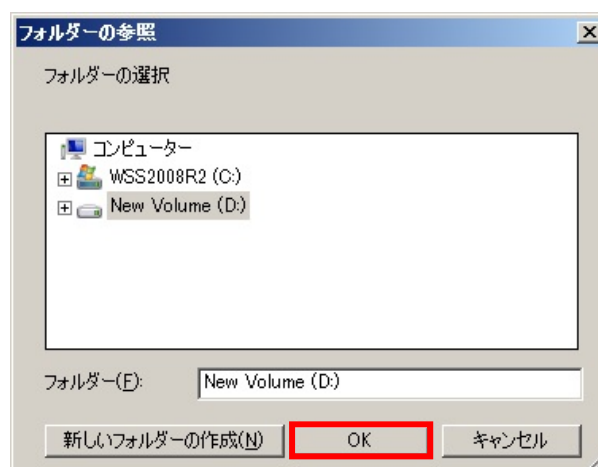 フォルダーの参照
フォルダーの選択
コンピューター
WSS2008R2 (C:)
New Volume (D:)
フォルダー(F): New Volume (D:)
新しいフォルダーの作成(N) OK キャンセル